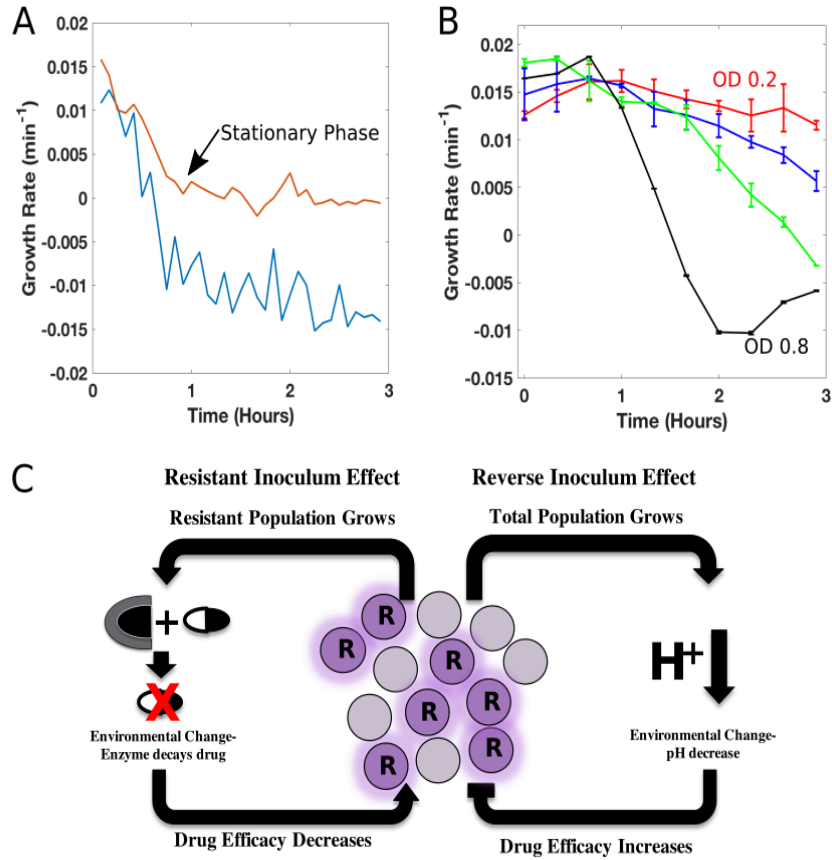 A
0.02
0.015
0.01
0.005
0
-0.005
-0.01
-0.015
-0.02
Growth Rate (min⁻¹)
Stationary Phase
0
1
2
3
Time (Hours)
B
0.02
0.015
0.01
0.005
0
-0.005
-0.01
-0.015
Growth Rate (min⁻¹)
OD 0.2
OD 0.8
0
1
2
3
Time (Hours)
C
Resistant Inoculum Effect
Resistant Population Grows
+
X
Environmental Change-
Enzyme decays drug
Drug Efficacy Decreases
R
R
R
R
R
R
R
Reverse Inoculum Effect
Total Population Grows
H+
Environmental Change-
pH decrease
Drug Efficacy Increases